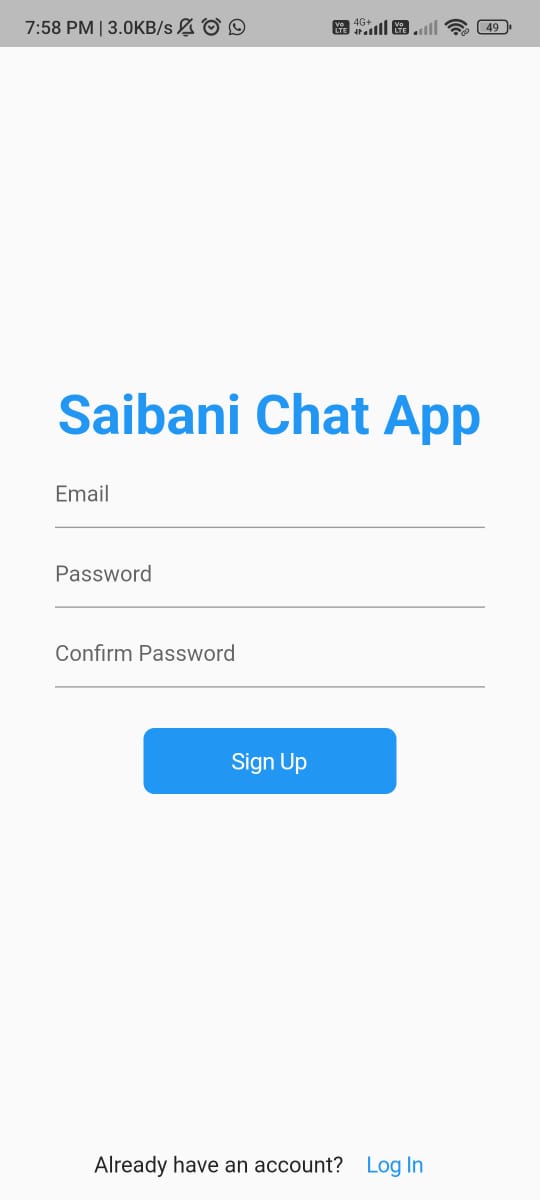 7:58 PM | 3.0KB/s Vo LTE 4G+ Vo LTE 49
Saibani Chat App
Email
Password
Confirm Password
Sign Up
Already have an account? Log In